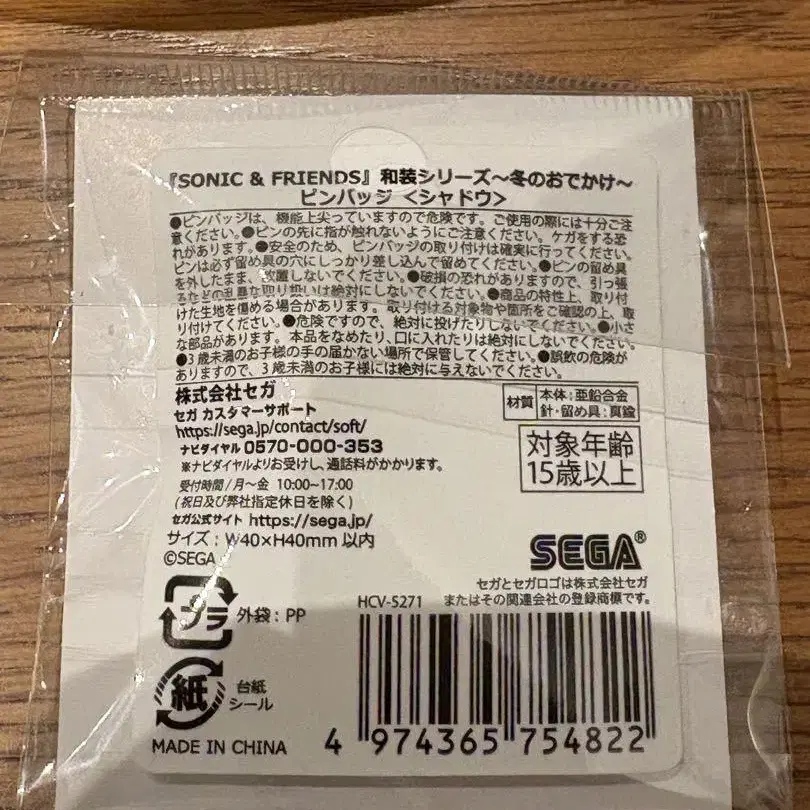 『SONIC & FRIENDS』和装シリーズ〜冬のおでかけ〜
ピンバッジ <シャドウ>
●ピンバッジは、機能上尖っていますので危険です。ご使用の際には十分ご注
意ください。●ピンの先に指が触れないようにご注意ください。ケガをする恐
れがあります。●安全のため、ピンバッジの取り付けは確実に行ってください。
ピンは必ず留め具の穴にしっかり差し込んで留めてください。●ピンの留め具
を外したまま、放置しないでください。●破損の恐れがありますので、引っ張
るなどの乱暴な取り扱いは絶対にしないでください。●商品の特性上、取り付
けた生地を傷める場合があります。取り付ける対象物や箇所をご確認の上、取
り付けてください。●危険ですので、絶対に投げたりしないでください。●小さ
な部品があります。本品をなめたり、口に入れたりは絶対にしないでください。
●3歳未満のお子様の手の届かない場所で保管してください。●誤飲の危険が
ありますので、3歳未満のお子様には絶対に与えないでください。
株式会社セガ
セガ カスタマーサポート
https://sega.jp/contact/soft/
ナビダイヤル 0570-000-353
※ナビダイヤルよりお受けし、通話料がかかります。
受付時間/月〜金 10:00~17:00
(祝日及び弊社指定休日を除く)
セガ公式サイト https://sega.jp/
サイズ:W40×H40mm 以内
©SEGA
材質 本体:亜鉛合金
針・留め具:真鍮
対象年齢
15歳以上
SEGA®
セガとセガロゴは株式会社セガ
またはその関連会社の登録商標です。
プラ 外袋:PP
紙 台紙
シール
MADE IN CHINA
HCV-5271
4 974365 754822